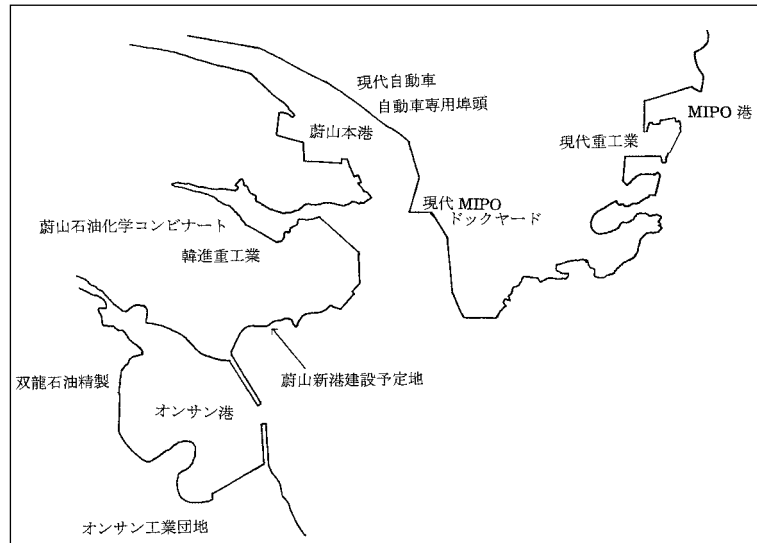 現代自動車
自動車専用埠頭
蔚山本港
MIPO 港
現代重工業
現代 MIPO
ドックヤード
蔚山石油化学コンビナート
韓進重工業
双龍石油精製
蔚山新港建設予定地
オンサン港
オンサン工業団地